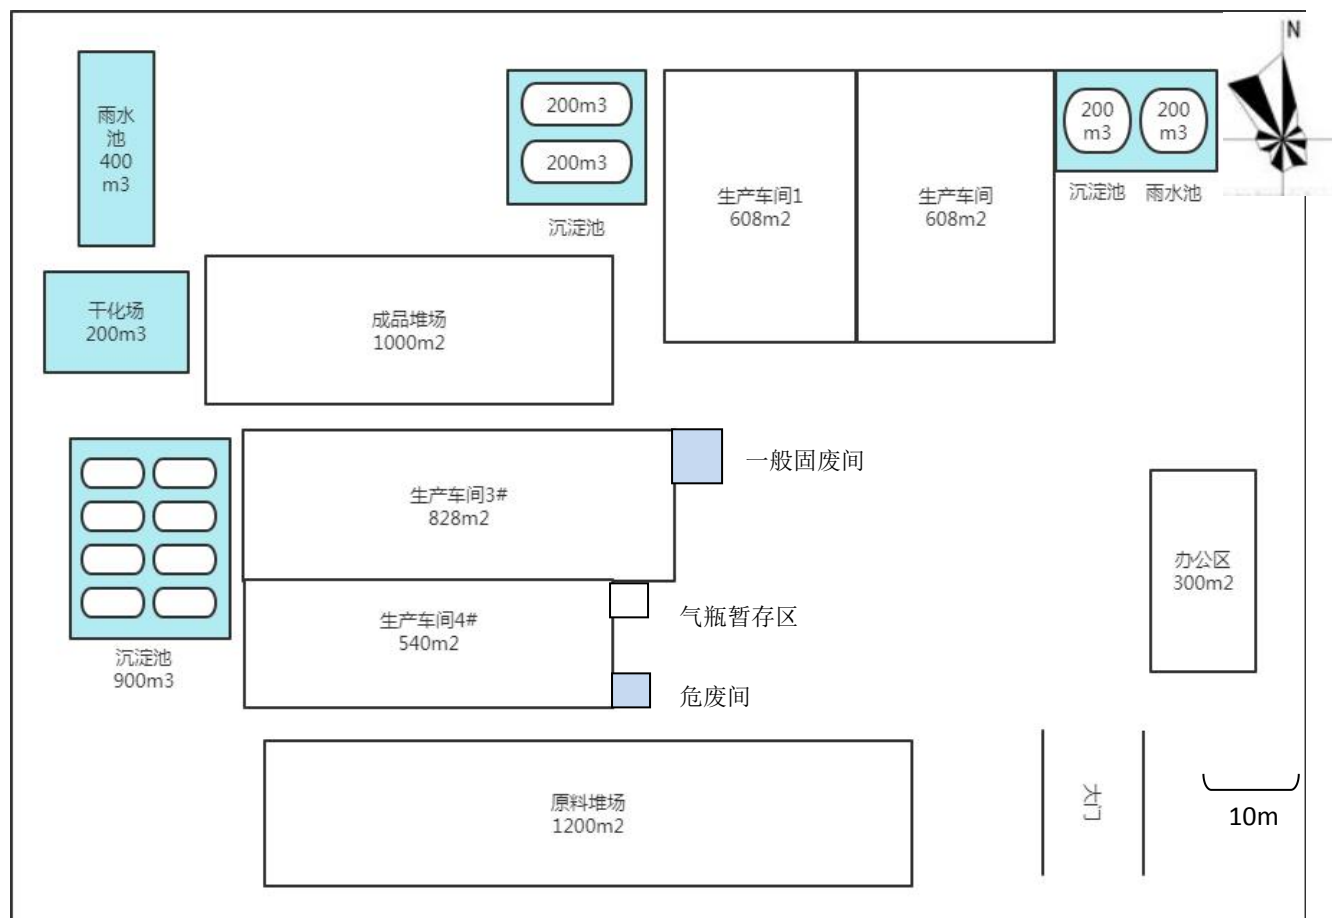 N
雨水
池
400
m3
200m3
200m3
沉淀池
生产车间1
608m2
生产车间
608m2
200
m3
200
m3
沉淀池
雨水池
干化场
200m3
成品堆场
1000m2
一般固废间
生产车间3#
828m2
办公区
300m2
气瓶暂存区
生产车间4#
540m2
沉淀池
900m3
危废间
原料堆场
1200m2
大门
10m